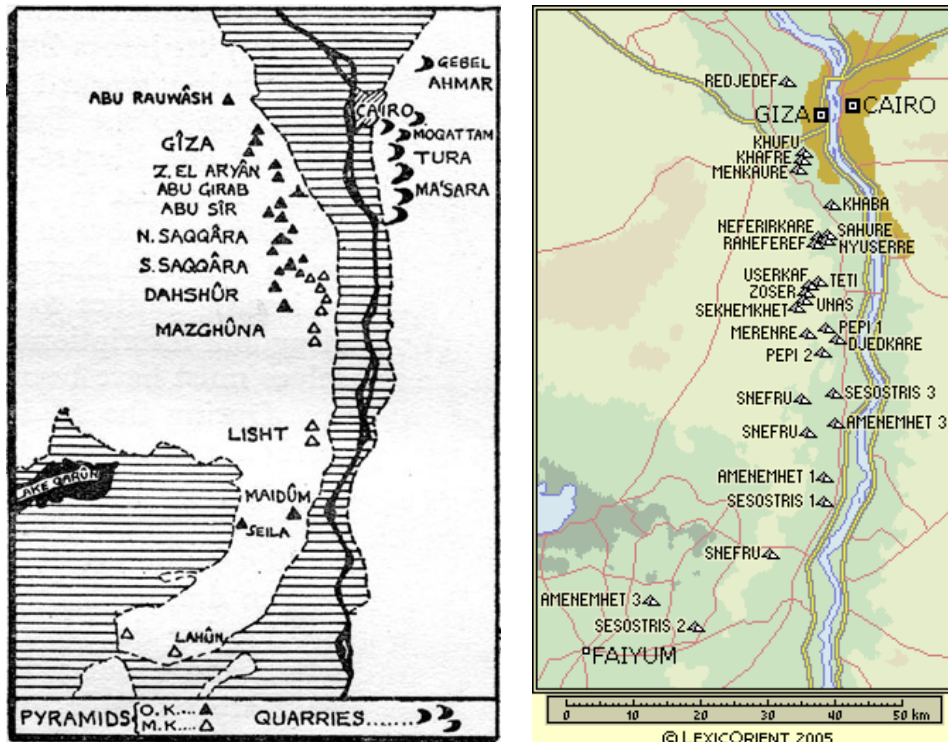 GEBEL
AHMAR
ABU RAUWÂSH
CAIRO
MOQATTAM
GÎZA
TURA
Z. EL ARYÂN
ABU GIRAB
MA'SARA
ABU SÎR
N. SAQQÂRA
S. SAQQÂRA
DAHSHÛR
MAZGHÛNA
LISHT
LAKE QARÛN
MAIDÛM
SEILA
LAHÛN
PYRAMIDS { O.K....
M.K....
QUARRIES.......
REDJEDEF
GIZA
CAIRO
KHUFU
KHAFRE
MENKAURE
KHABA
NEFERIRKARE
SAHURE
RANEFEREF
NYUSERRE
USERKAF
TETI
ZOSER
UNAS
SEKHEMKHET
PEPI 1
MERENRE
DJEDKARE
PEPI 2
SESOSTRIS 3
SNEFRU
AMENEMHET 3
SNEFRU
AMENEMHET 1
SESOSTRIS 1
SNEFRU
AMENEMHET 3
SESOSTRIS 2
FAIYUM
0 10 20 30 40 50 km
© LEXICORIENT 2005